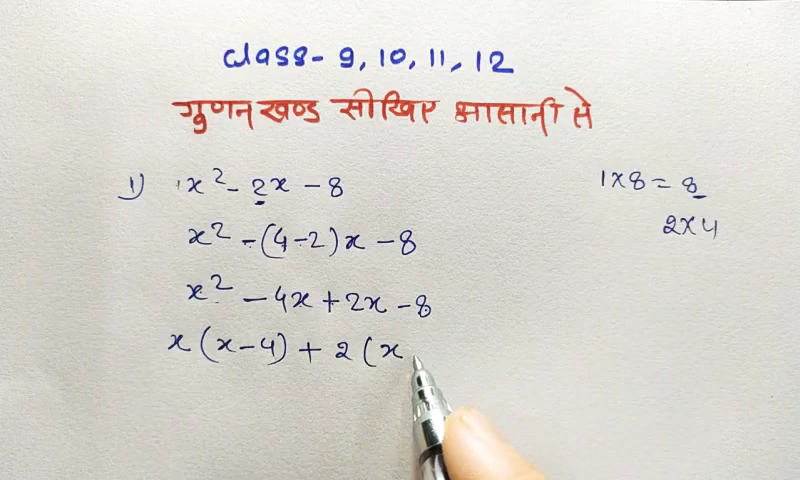 class- 9, 10, 11, 12
गुणनखण्ड सीखिए आसानी से
1) 1x² - 2x - 8
1x8 = 8
x² - (4-2)x - 8
2x4
x² - 4x + 2x - 8
x(x-4) + 2(x